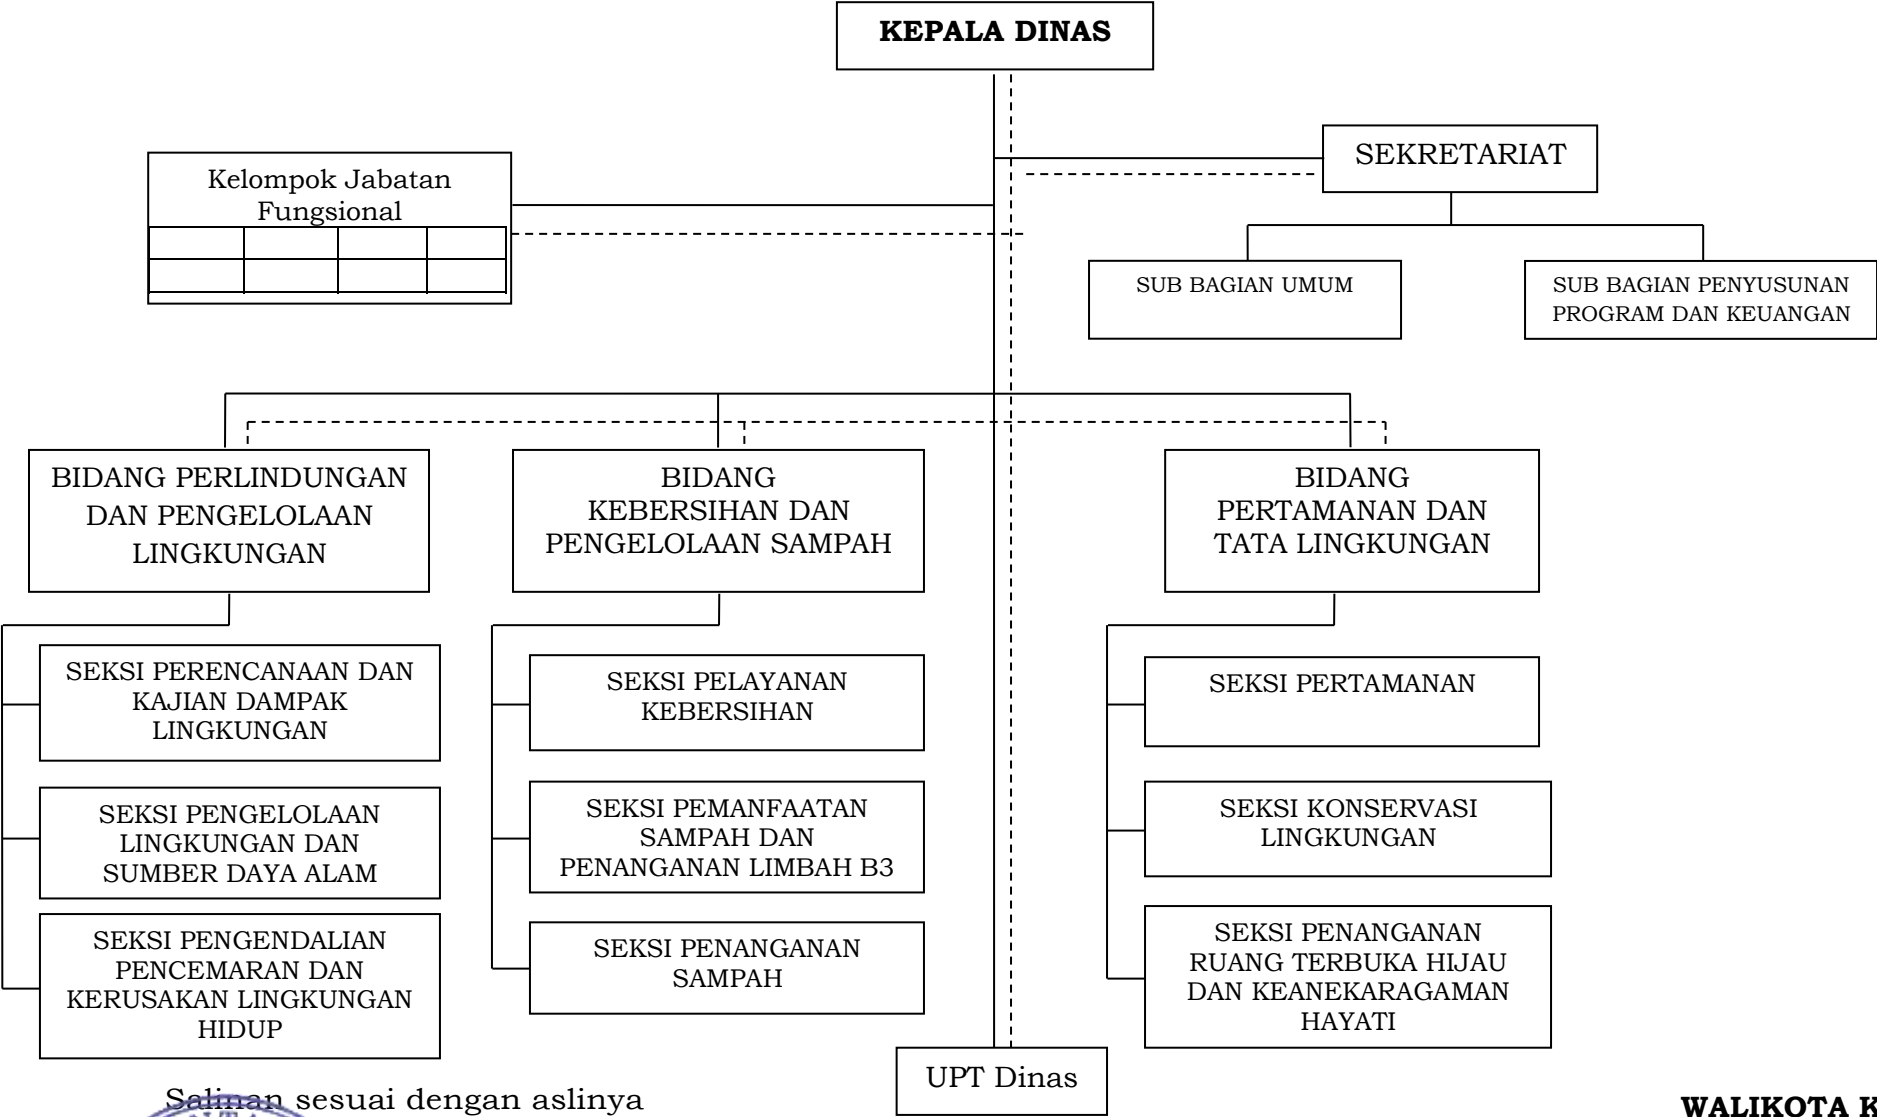 KEPALA DINAS
SEKRETARIAT
Kelompok Jabatan
Fungsional
SUB BAGIAN UMUM
SUB BAGIAN PENYUSUNAN
PROGRAM DAN KEUANGAN
BIDANG PERLINDUNGAN
DAN PENGELOLAAN
LINGKUNGAN
BIDANG
KEBERSIHAN DAN
PENGELOLAAN SAMPAH
BIDANG
PERTAMANAN DAN
TATA LINGKUNGAN
SEKSI PERENCANAAN DAN
KAJIAN DAMPAK
LINGKUNGAN
SEKSI PELAYANAN
KEBERSIHAN
SEKSI PERTAMANAN
SEKSI PENGELOLAAN
LINGKUNGAN DAN
SUMBER DAYA ALAM
SEKSI PEMANFAATAN
SAMPAH DAN
PENANGANAN LIMBAH B3
SEKSI KONSERVASI
LINGKUNGAN
SEKSI PENGENDALIAN
PENCEMARAN DAN
KERUSAKAN LINGKUNGAN
HIDUP
SEKSI PENANGANAN
SAMPAH
SEKSI PENANGANAN
RUANG TERBUKA HIJAU
DAN KEANEKARAGAMAN
HAYATI
UPT Dinas
Salinan sesuai dengan aslinya
WALIKOTA K